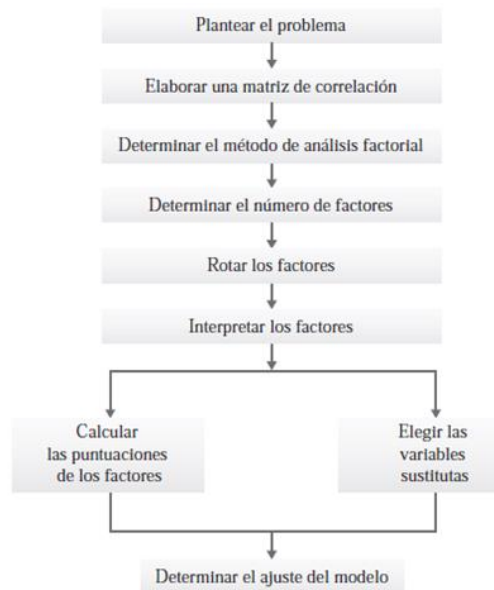 Plantear el problema
Elaborar una matriz de correlación
Determinar el método de análisis factorial
Determinar el número de factores
Rotar los factores
Interpretar los factores
Calcular
las puntuaciones
de los factores
Elegir las
variables
sustitutas
Determinar el ajuste del modelo